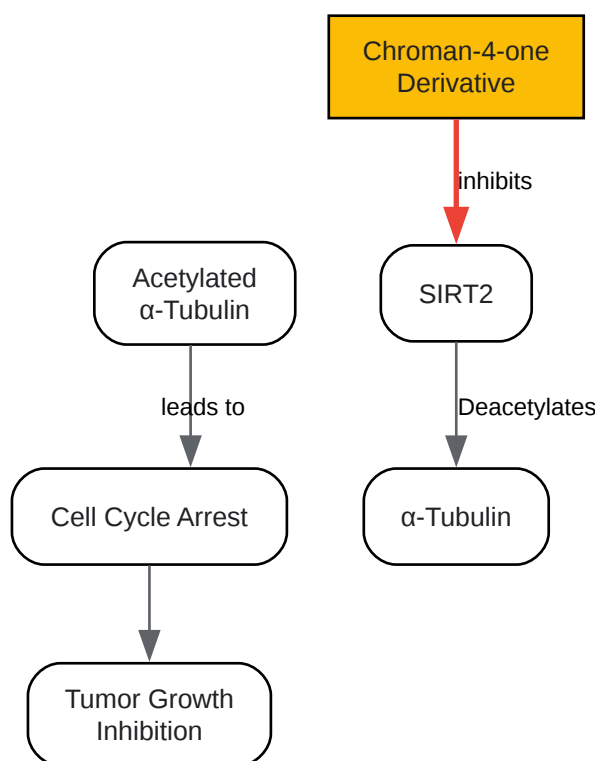 Chroman-4-one
Derivative
inhibits
Acetylated
α-Tubulin
SIRT2
leads to
Deacetylates
Cell Cycle Arrest
α-Tubulin
Tumor Growth
Inhibition